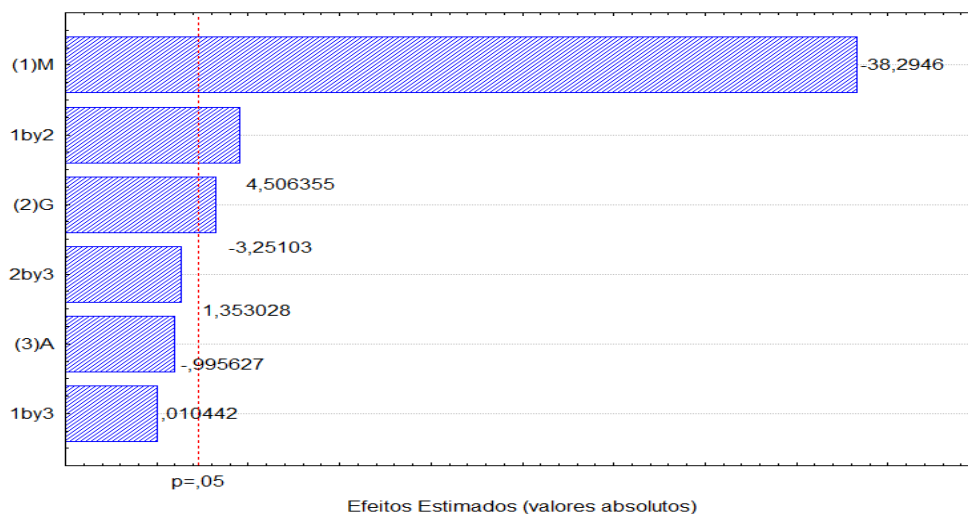 (1)M
-38,2946
1by2
4,506355
(2)G
-3,25103
2by3
1,353028
(3)A
-,995627
1by3
,010442
p=,05
Efeitos Estimados (valores absolutos)